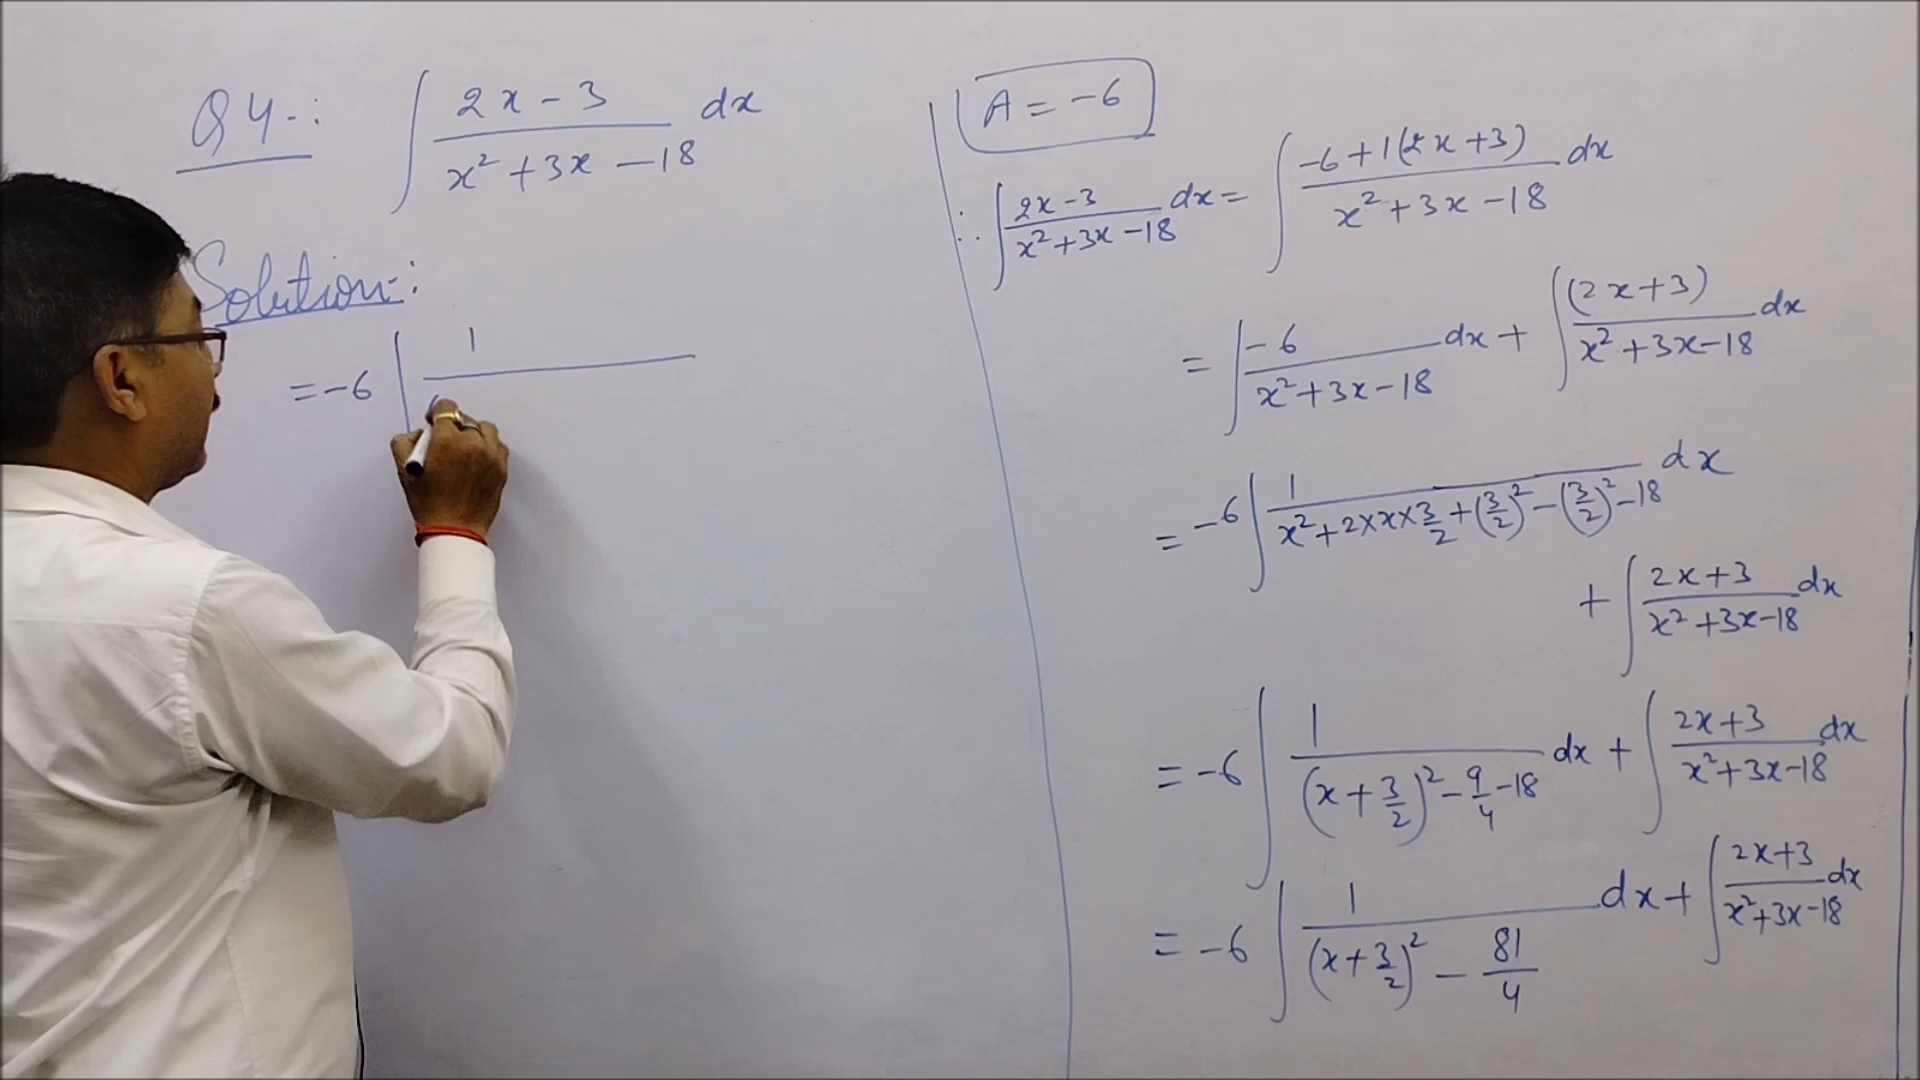 Q4-: ∫ (2x-3)/(x²+3x-18) dx
Solution:-
= -6 ∫ 1/(
A = -6
∴ ∫ (2x-3)/(x²+3x-18) dx = ∫ (-6+1(2x+3))/(x²+3x-18) dx
= ∫ -6/(x²+3x-18) dx + ∫ (2x+3)/(x²+3x-18) dx
= -6 ∫ 1/(x²+2×x×3/2+(3/2)²-(3/2)²-18) dx
+ ∫ (2x+3)/(x²+3x-18) dx
= -6 ∫ 1/((x+3/2)²-9/4-18) dx + ∫ (2x+3)/(x²+3x-18) dx
= -6 ∫ 1/((x+3/2)² - 81/4) dx + ∫ (2x+3)/(x²+3x-18) dx